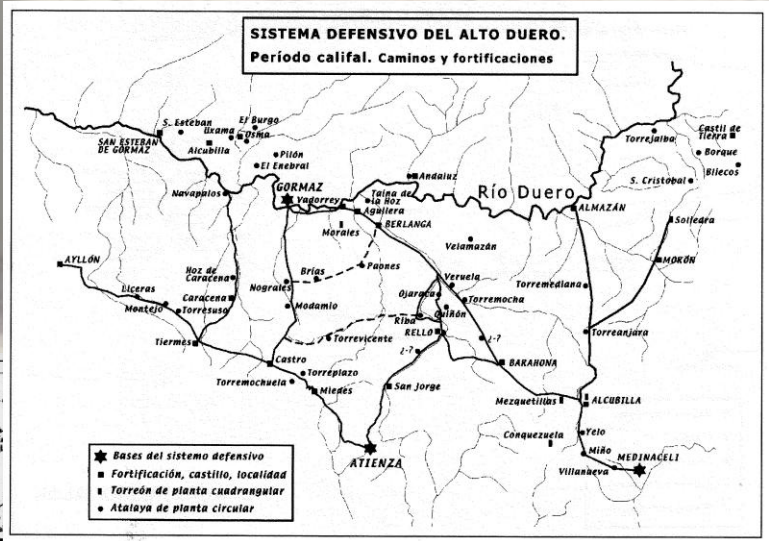 SISTEMA DEFENSIVO DEL ALTO DUERO.
Período califal. Caminos y fortificaciones
S. Esteban
El Burgo
Uxama
Osma
SAN ESTEBAN
DE GORMAZ
Alcubilla
Pilón
El Enebral
Castil de
Tierra
Torrejalba
Borque
Bliecos
S. Cristobal
Navapalos
GORMAZ
Vadorrey
Taina de
la Hoz
Andaluz
Aguilera
Río Duero
ALMAZÁN
Morales
BERLANGA
Soliedra
Velamazán
AYLLÓN
MORÓN
Hoz de
Caracena
Brías
Paones
Veruela
Liceras
Nograles
Ojaraca
Torremocha
Torremediana
Caracena
Montejo
Torresuso
Modamio
Quiñón
Riba
RELLO
Torreanjara
Tiermes
Torrevicente
¿-?
¿-?
Castro
BARAHONA
Torreplazo
Torremochuela
Miedes
San Jorge
Mezquetillas
ALCUBILLA
Conquezuela
Yelo
Miño
MEDINACELI
Villanueva
ATIENZA
Bases del sistemo defensivo
Fortificación, castillo, localidad
Torreón de planta cuadrangular
Atalaya de planta circular